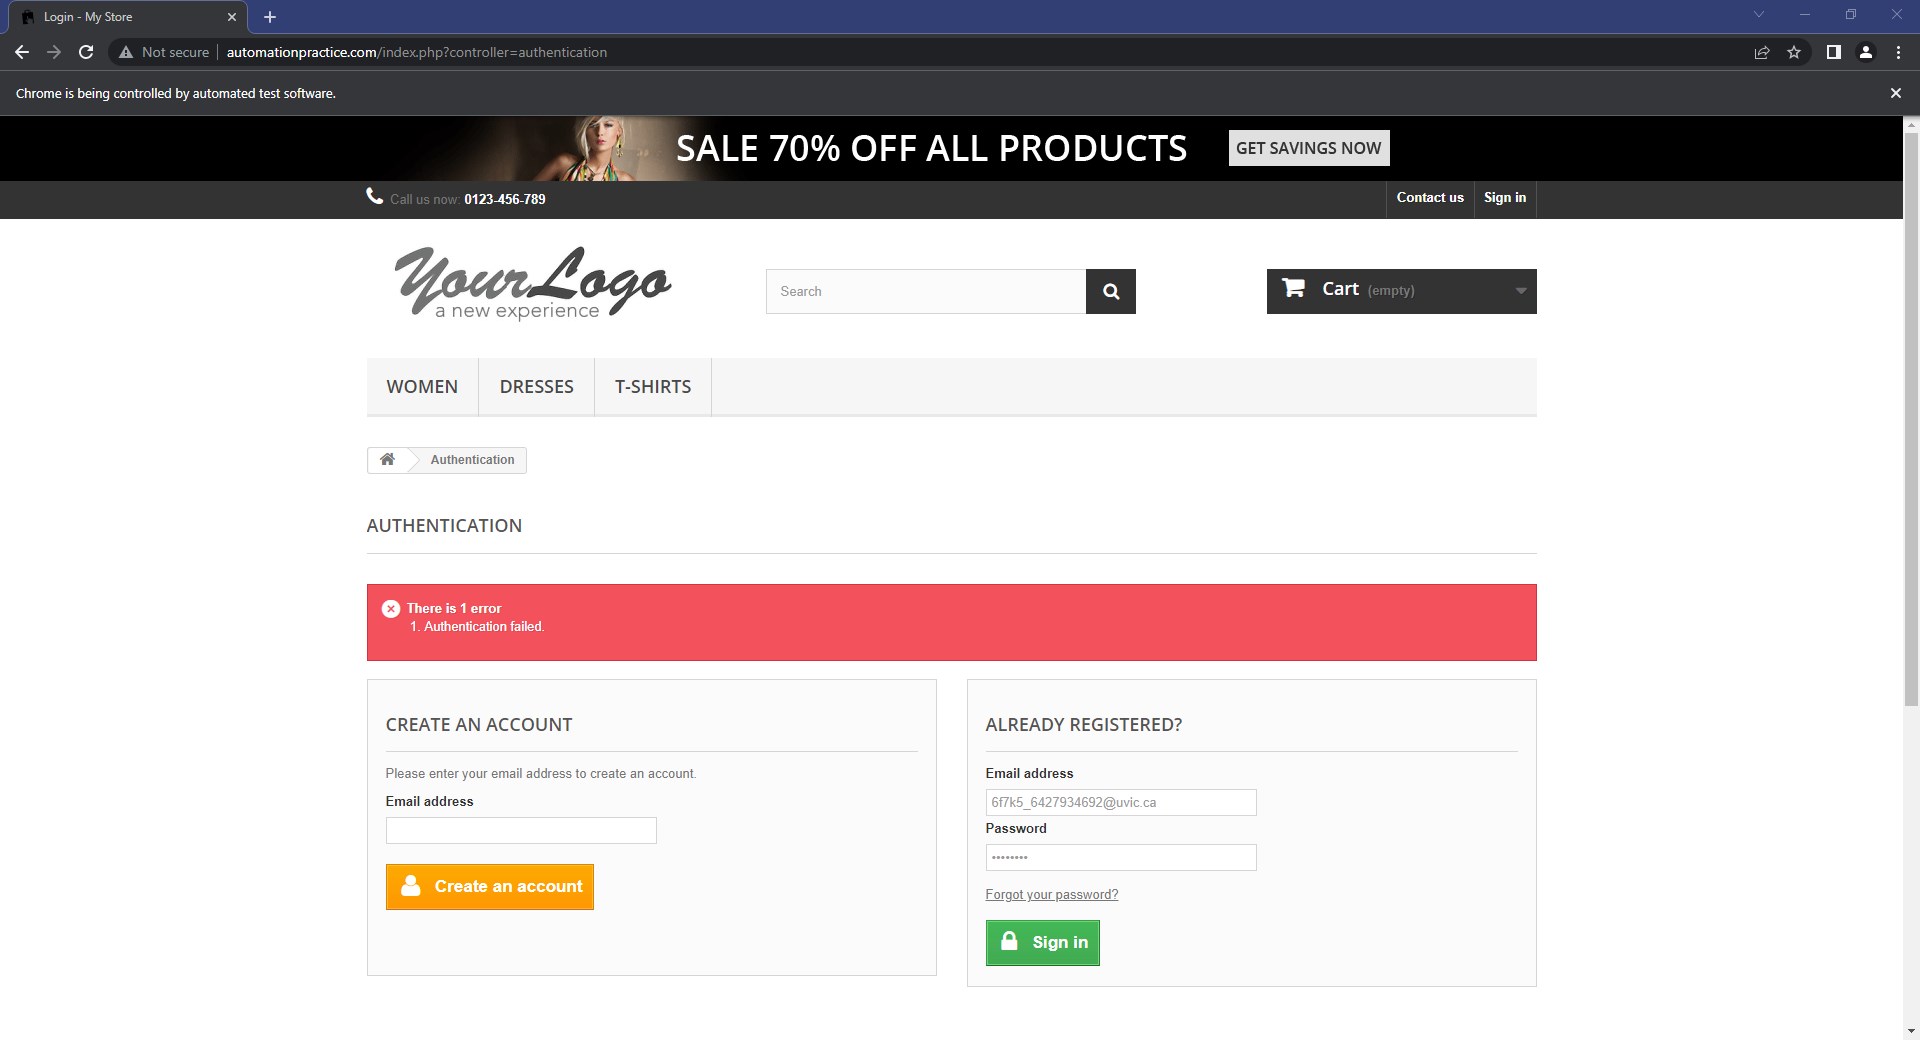 Login - My Store
Not secure automationpractice.com/index.php?controller=authentication
Chrome is being controlled by automated test software.
SALE 70% OFF ALL PRODUCTS GET SAVINGS NOW
Call us now: 0123-456-789 Contact us Sign in
YourLogo
a new experience
Search
Cart (empty)
WOMEN DRESSES T-SHIRTS
Authentication
AUTHENTICATION
There is 1 error
1. Authentication failed.
CREATE AN ACCOUNT
Please enter your email address to create an account.
Email address
Create an account
ALREADY REGISTERED?
Email address
6f7k5_6427934692@uvic.ca
Password
••••••••
Forgot your password?
Sign in